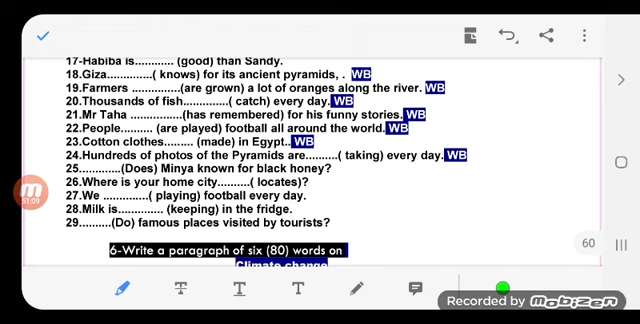 17-Habiba is............ (good) than Sandy.
18.Giza..............( knows) for its ancient pyramids, . WB
19.Farmers ..............(are grown) a lot of oranges along the river. WB
20.Thousands of fish.............( catch) every day.WB
21.Mr Taha ...............(has remembered) for his funny stories.WB
22.People.......... (are played) football all around the world.WB
23.Cotton clothes......... (made) in Egypt..WB
24.Hundreds of photos of the Pyramids are..........( taking) every day.WB
25............(Does) Minya known for black honey?
26.Where is your home city..........( locates)?
27.We ..............( playing) football every day.
28.Milk is............. (keeping) in the fridge.
29..........(Do) famous places visited by tourists?
6-Write a paragraph of six (80) words on
Climate change
60
51:09
Recorded by Mobizen